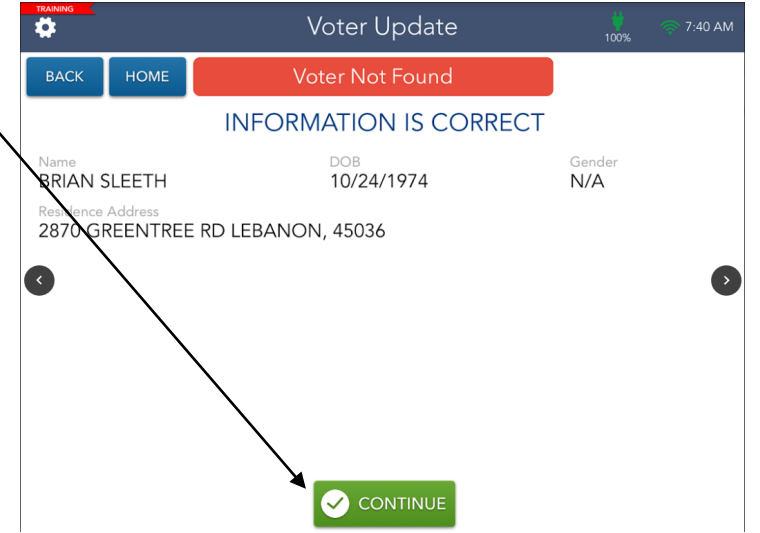 TRAINING
Voter Update
100%
7:40 AM
BACK
HOME
Voter Not Found
INFORMATION IS CORRECT
Name
DOB
Gender
BRIAN SLEETH
10/24/1974
N/A
Residence Address
2870 GREENTREE RD LEBANON, 45036
CONTINUE